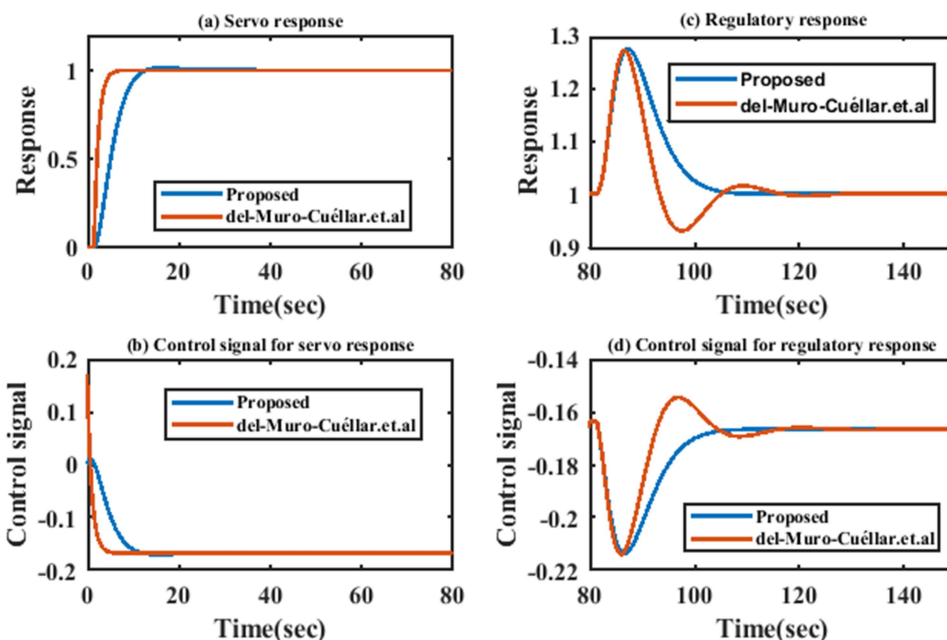 (a) Servo response
Response
1
0.5
0
Proposed
del-Muro-Cuéllar.et.al
0 20 40 60 80
Time(sec)
(c) Regulatory response
Response
1.3
1.2
1.1
1
0.9
Proposed
del-Muro-Cuéllar.et.al
80 100 120 140
Time(sec)
(b) Control signal for servo response
Control signal
0.2
0.1
0
-0.1
-0.2
Proposed
del-Muro-Cuéllar.et.al
0 20 40 60 80
Time(sec)
(d) Control signal for regulatory response
Control signal
-0.14
-0.16
-0.18
-0.2
-0.22
Proposed
del-Muro-Cuéllar.et.al
80 100 120 140
Time(sec)